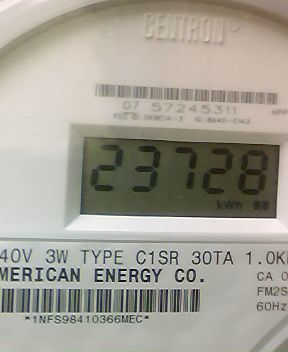 CENTRON®
07 57245311
23728
kWh
40V 3W TYPE C1SR 30TA 1.0K
MERICAN ENERGY CO.
CA 0
FM2S
60Hz
*1NFS98410366MEC*